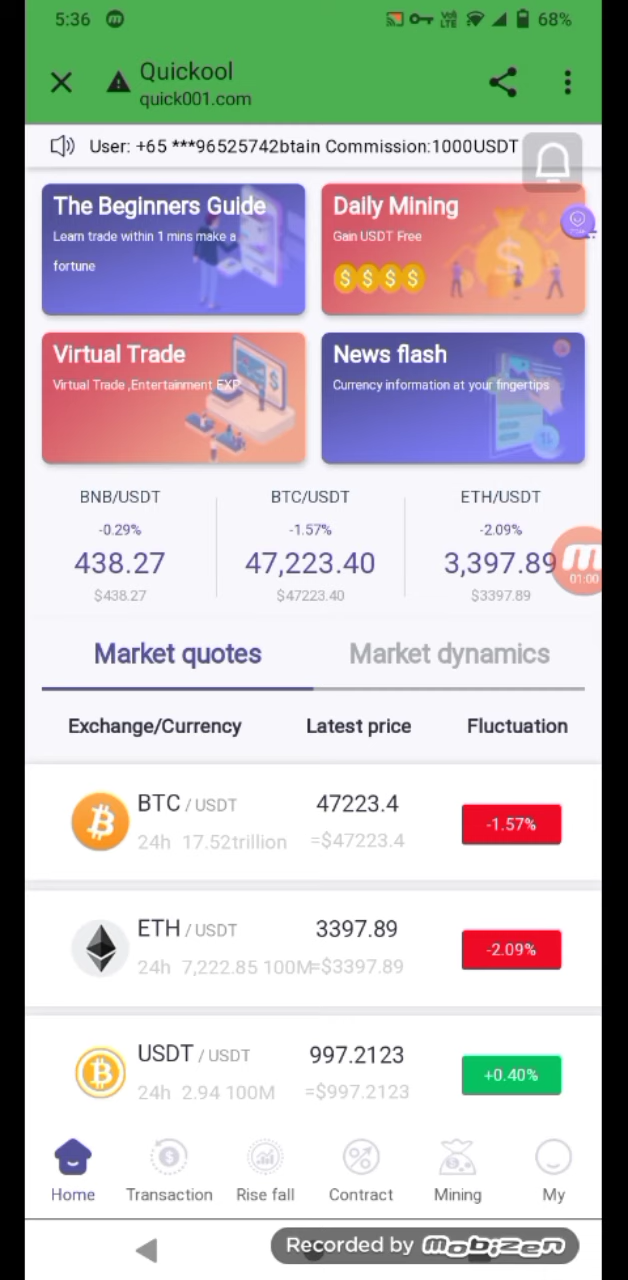 5:36 68%
Vo) LTE
Quickool
quick001.com
User: +65 ***96525742btain Commission:1000USDT
The Beginners Guide
Learn trade within 1 mins make a
fortune
Daily Mining
Gain USDT Free
Virtual Trade
Virtual Trade ,Entertainment EXP
News flash
Currency information at your fingertips
BNB/USDT BTC/USDT ETH/USDT
-0.29% -1.57% -2.09%
438.27 47,223.40 3,397.89
$438.27 $47223.40 $3397.89
01:00
Market quotes Market dynamics
Exchange/Currency Latest price Fluctuation
BTC / USDT 47223.4
-1.57%
24h 17.52trillion =$47223.4
ETH / USDT 3397.89
-2.09%
24h 7,222.85 100M=$3397.89
USDT / USDT 997.2123
+0.40%
24h 2.94 100M =$997.2123
Home Transaction Rise fall Contract Mining My
Recorded by mobizen